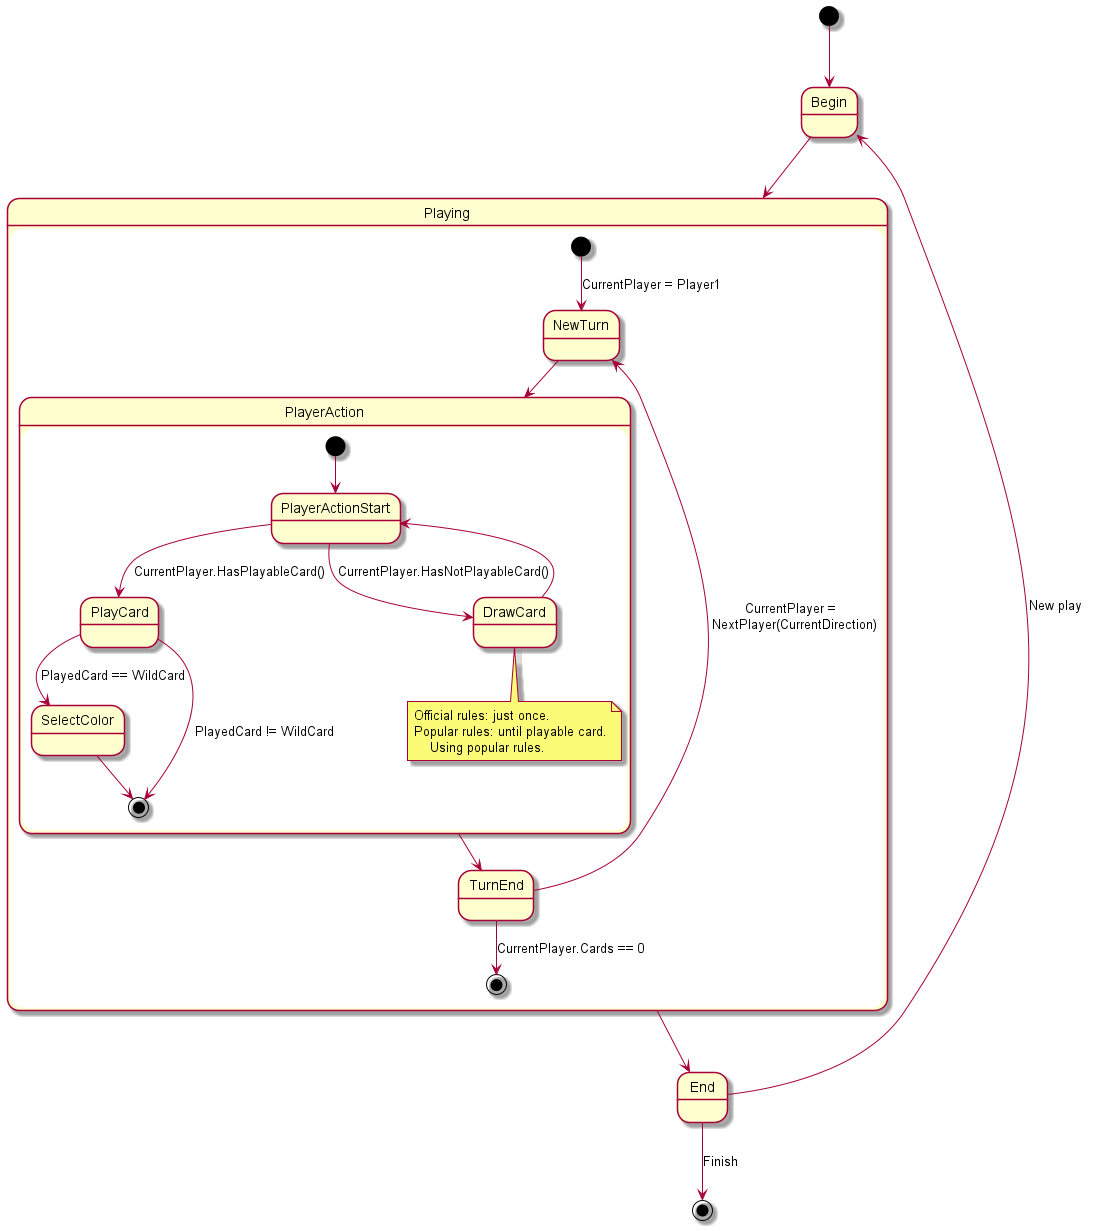 Begin
Playing
CurrentPlayer = Player1
NewTurn
PlayerAction
PlayerActionStart
CurrentPlayer.HasPlayableCard()
CurrentPlayer.HasNotPlayableCard()
PlayCard
DrawCard
CurrentPlayer =
NextPlayer(CurrentDirection)
New play
PlayedCard == WildCard
SelectColor
PlayedCard != WildCard
Official rules: just once.
Popular rules: until playable card.
Using popular rules.
TurnEnd
CurrentPlayer.Cards == 0
End
Finish